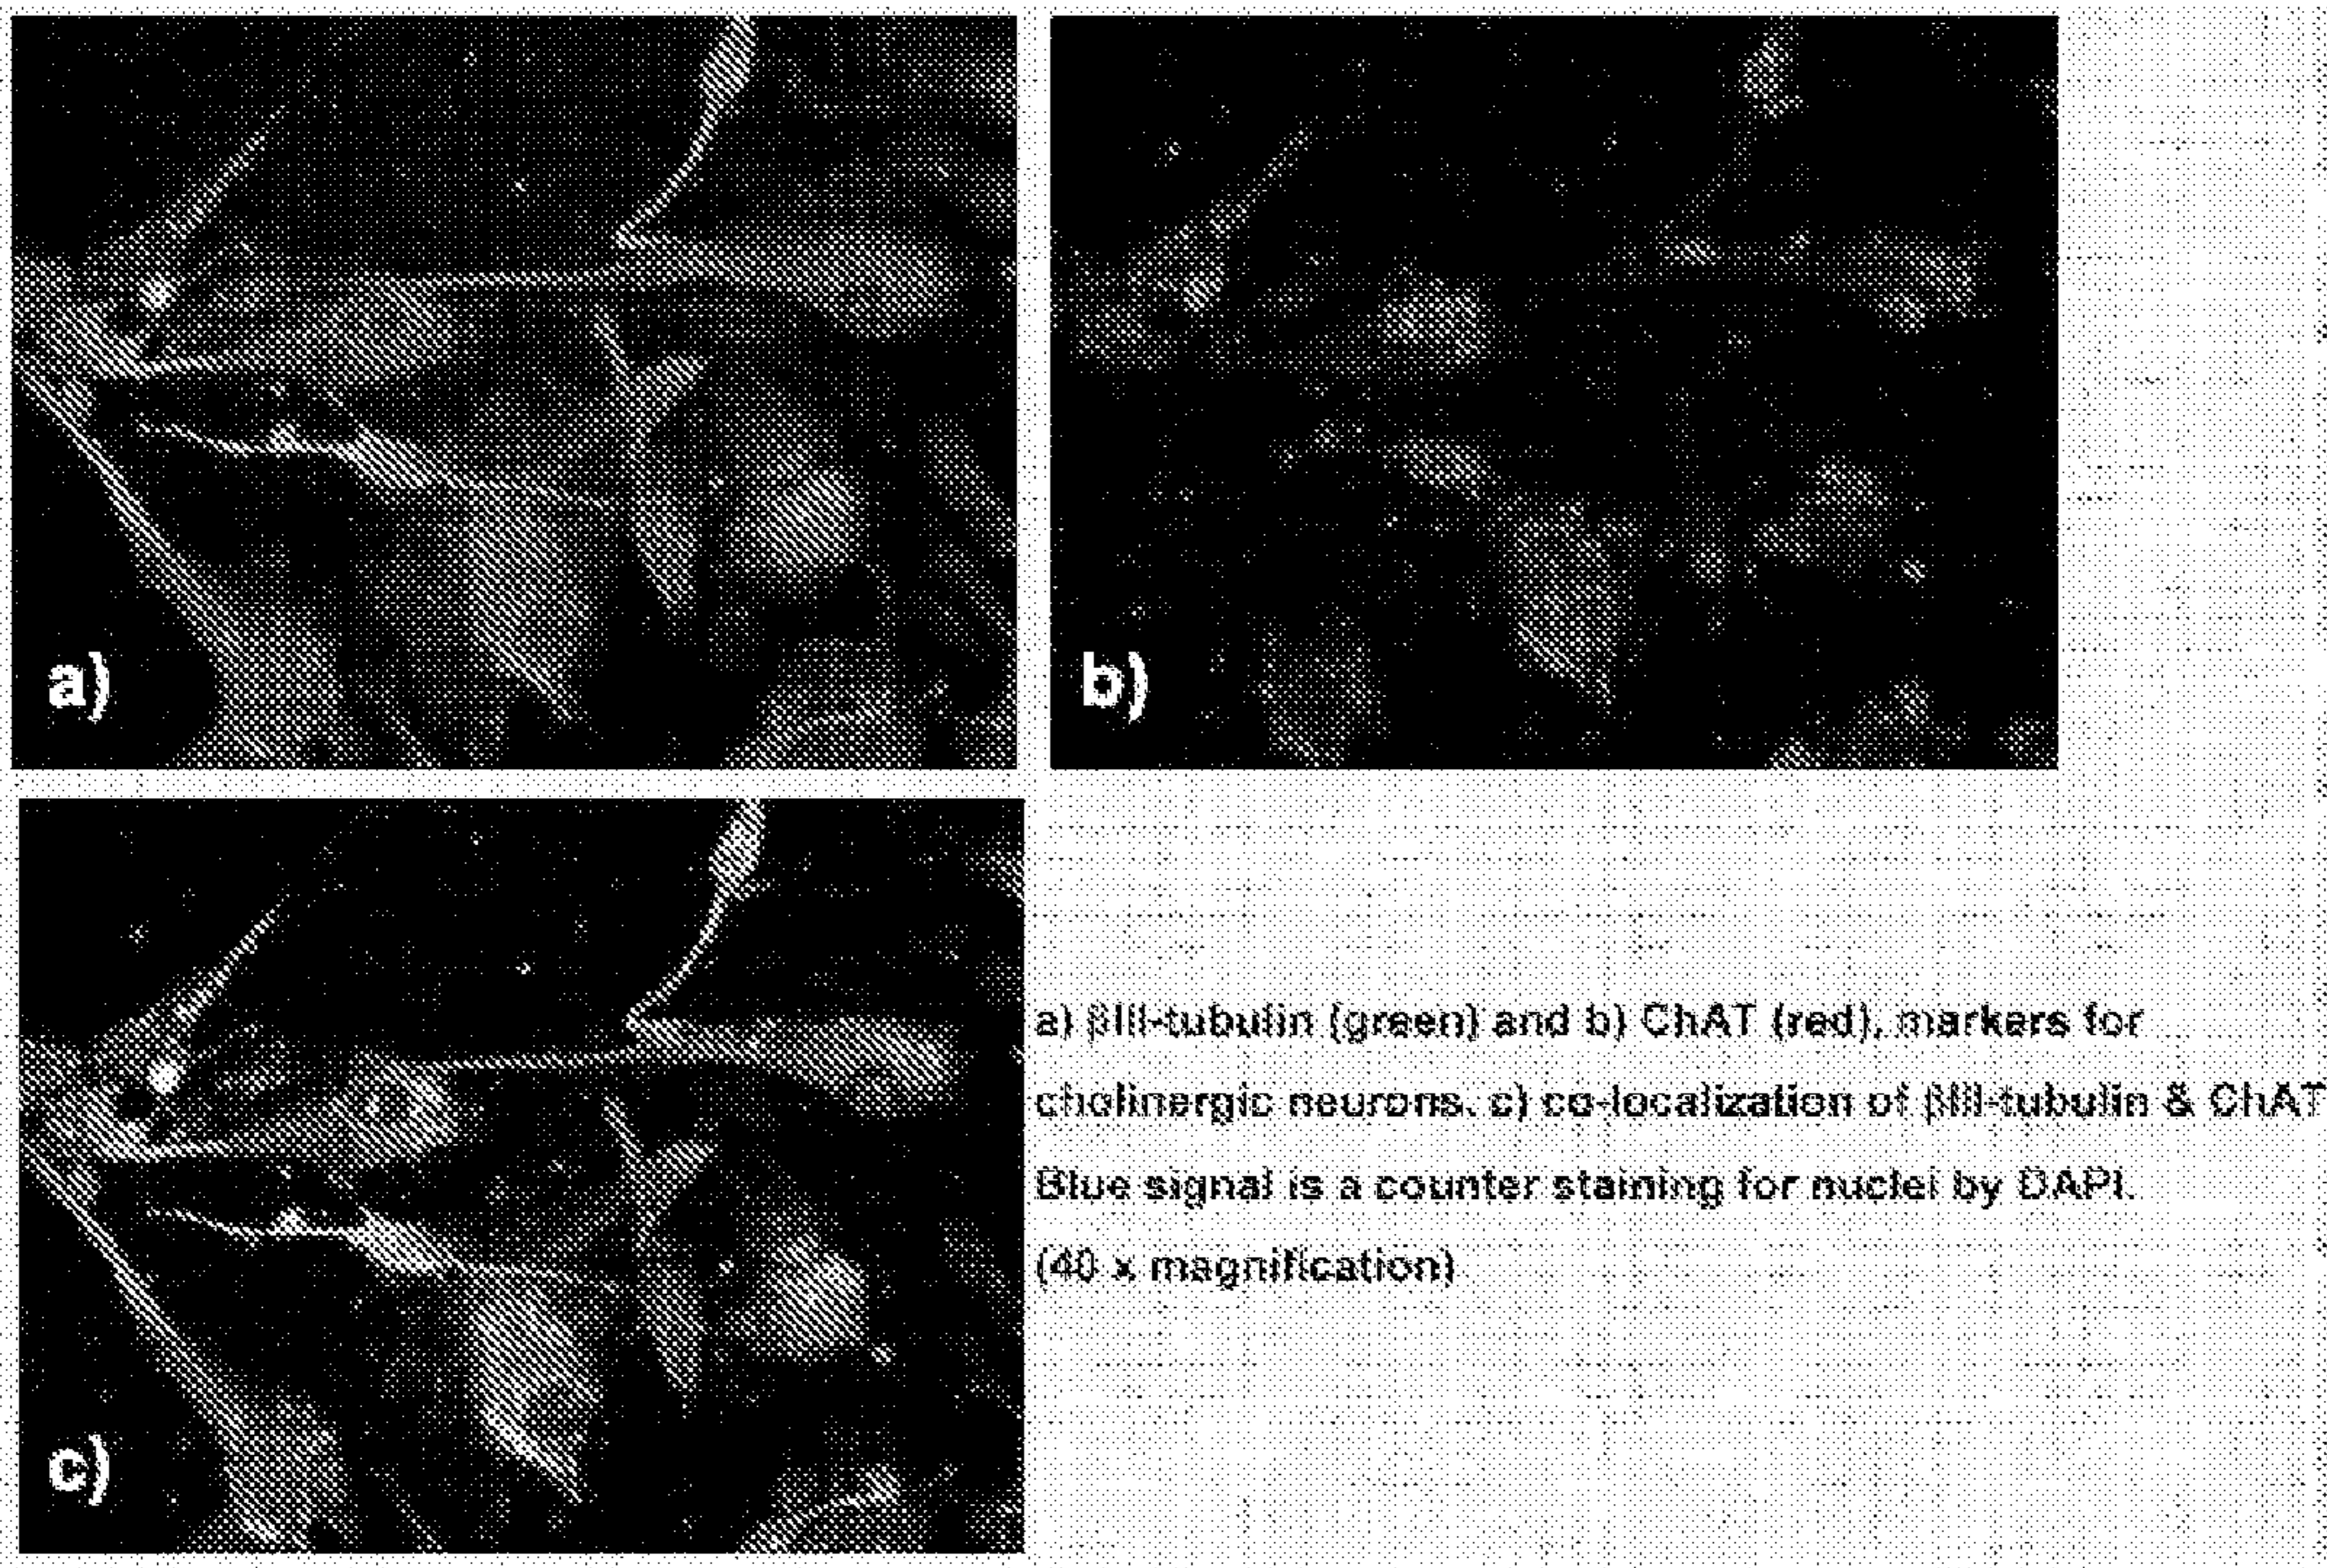 a)
b)
c)
a) βIII-tubulin (green) and b) ChAT (red), markers for
cholinergic neurons. c) co-localization of βIII-tubulin & ChAT
Blue signal is a counter staining for nuclei by DAPI.
(40 x magnification)